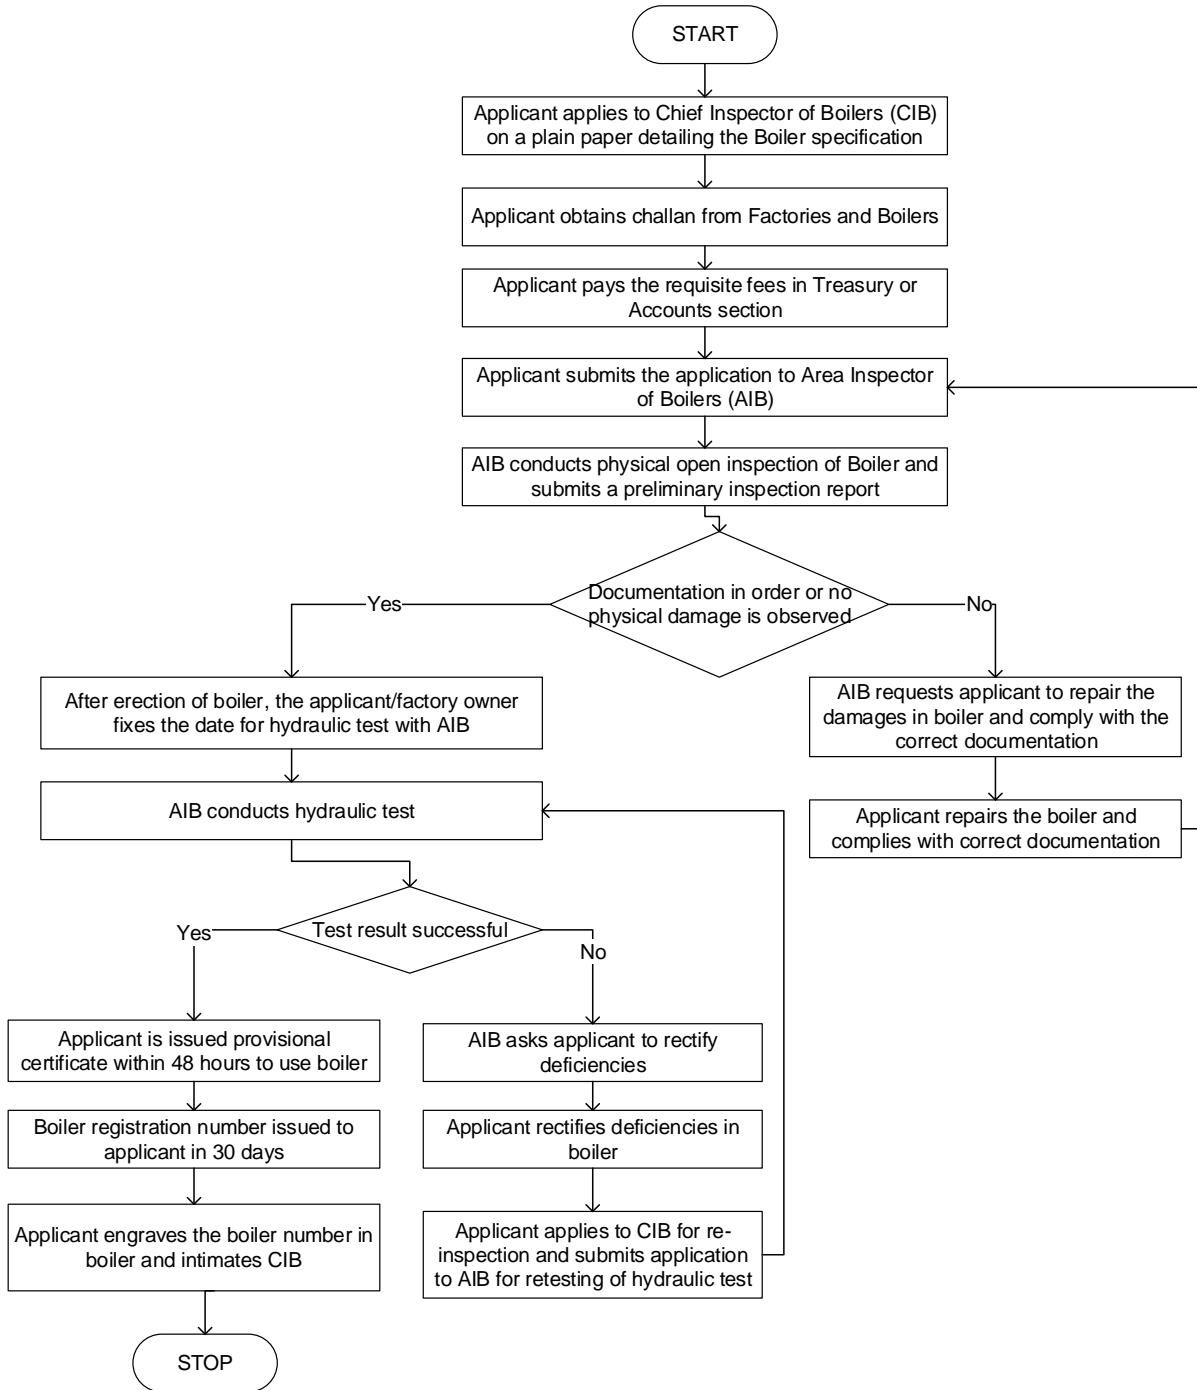 START
Applicant applies to Chief Inspector of Boilers (CIB)
on a plain paper detailing the Boiler specification
Applicant obtains challan from Factories and Boilers
Applicant pays the requisite fees in Treasury or
Accounts section
Applicant submits the application to Area Inspector
of Boilers (AIB)
AIB conducts physical open inspection of Boiler and
submits a preliminary inspection report
Documentation in order or no
physical damage is observed
Yes
No
After erection of boiler, the applicant/factory owner
fixes the date for hydraulic test with AIB
AIB requests applicant to repair the
damages in boiler and comply with the
correct documentation
AIB conducts hydraulic test
Applicant repairs the boiler and
complies with correct documentation
Test result successful
Yes
No
Applicant is issued provisional
certificate within 48 hours to use boiler
AIB asks applicant to rectify
deficiencies
Boiler registration number issued to
applicant in 30 days
Applicant rectifies deficiencies in
boiler
Applicant engraves the boiler number in
boiler and intimates CIB
Applicant applies to CIB for re-
inspection and submits application
to AIB for retesting of hydraulic test
STOP